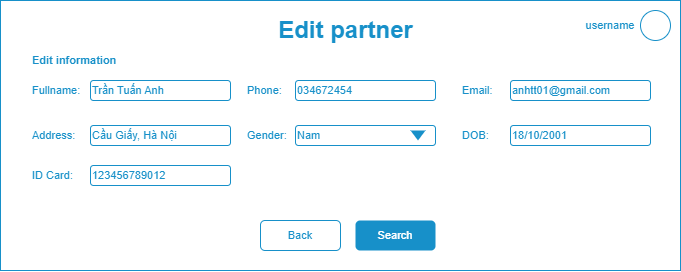 Edit partner
username
Edit information
Fullname: Trần Tuấn Anh Phone: 034672454 Email: anhtt01@gmail.com
Address: Cầu Giấy, Hà Nội Gender: Nam DOB: 18/10/2001
ID Card: 123456789012
Back Search